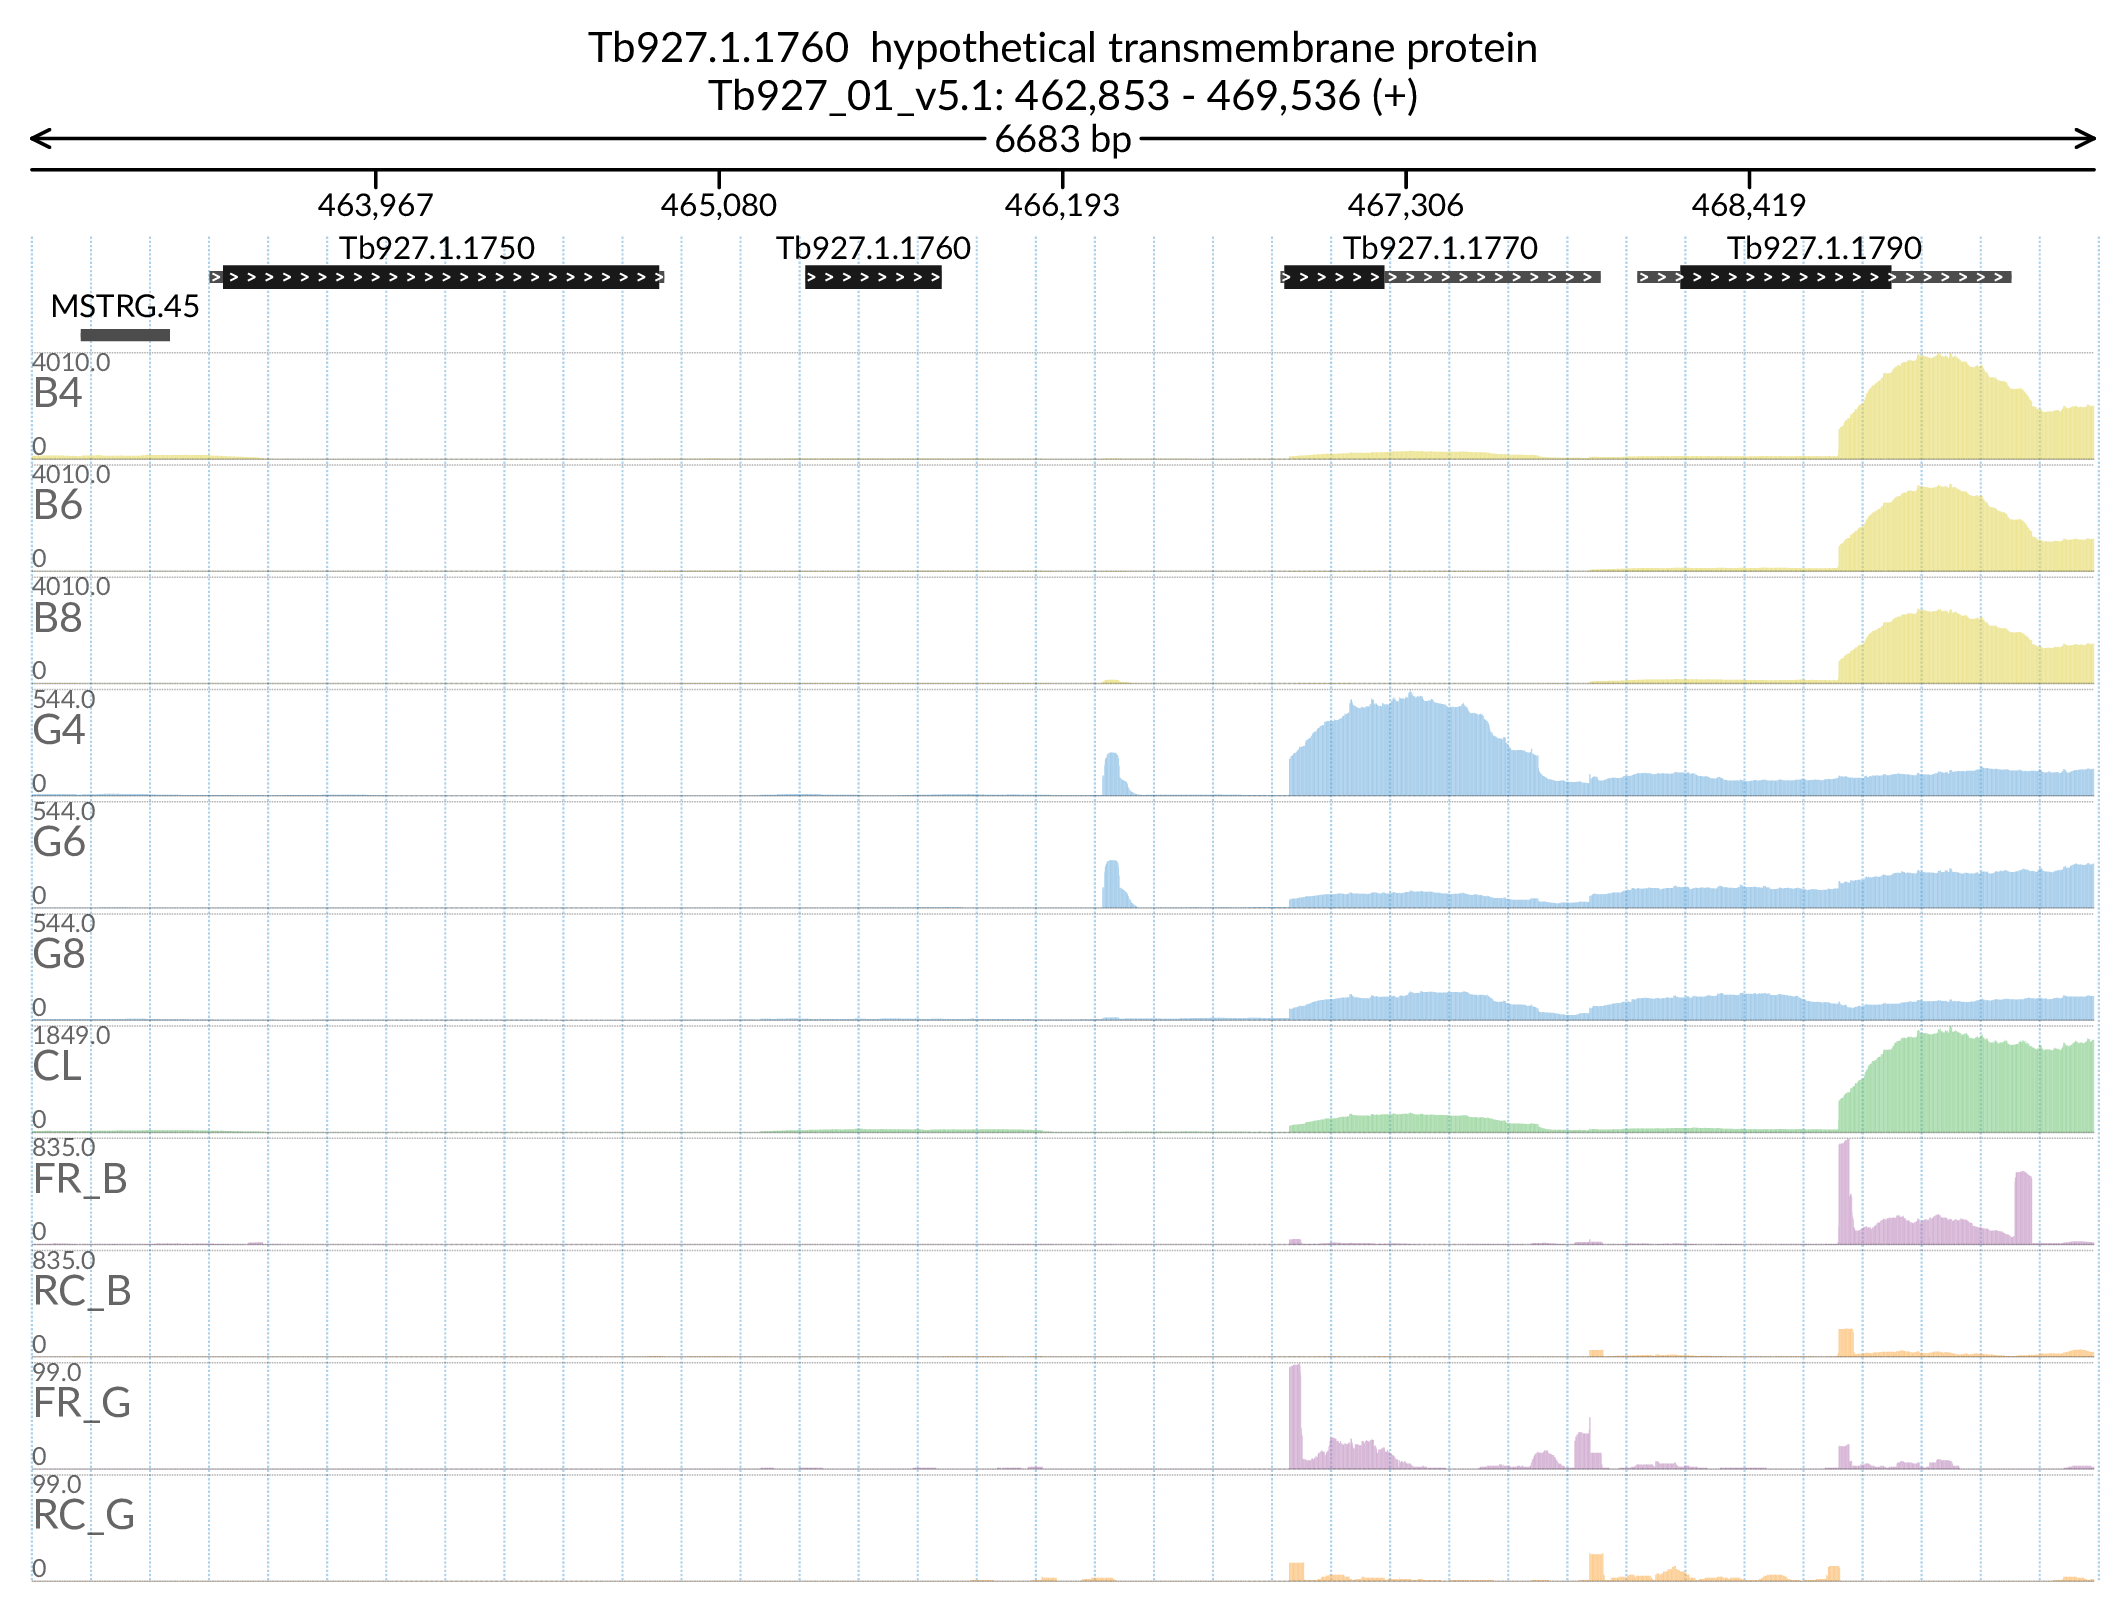 Tb927.1.1760  hypothetical transmembrane protein
Tb927_01_v5.1: 462,853 - 469,536 (+)
6683 bp
463,967 465,080 466,193 467,306 468,419
Tb927.1.1750 Tb927.1.1760 Tb927.1.1770 Tb927.1.1790
MSTRG.45
4010.0
B4
0
4010.0
B6
0
4010.0
B8
0
544.0
G4
0
544.0
G6
0
544.0
G8
0
1849.0
CL
0
835.0
FR_B
0
835.0
RC_B
0
99.0
FR_G
0
99.0
RC_G
0